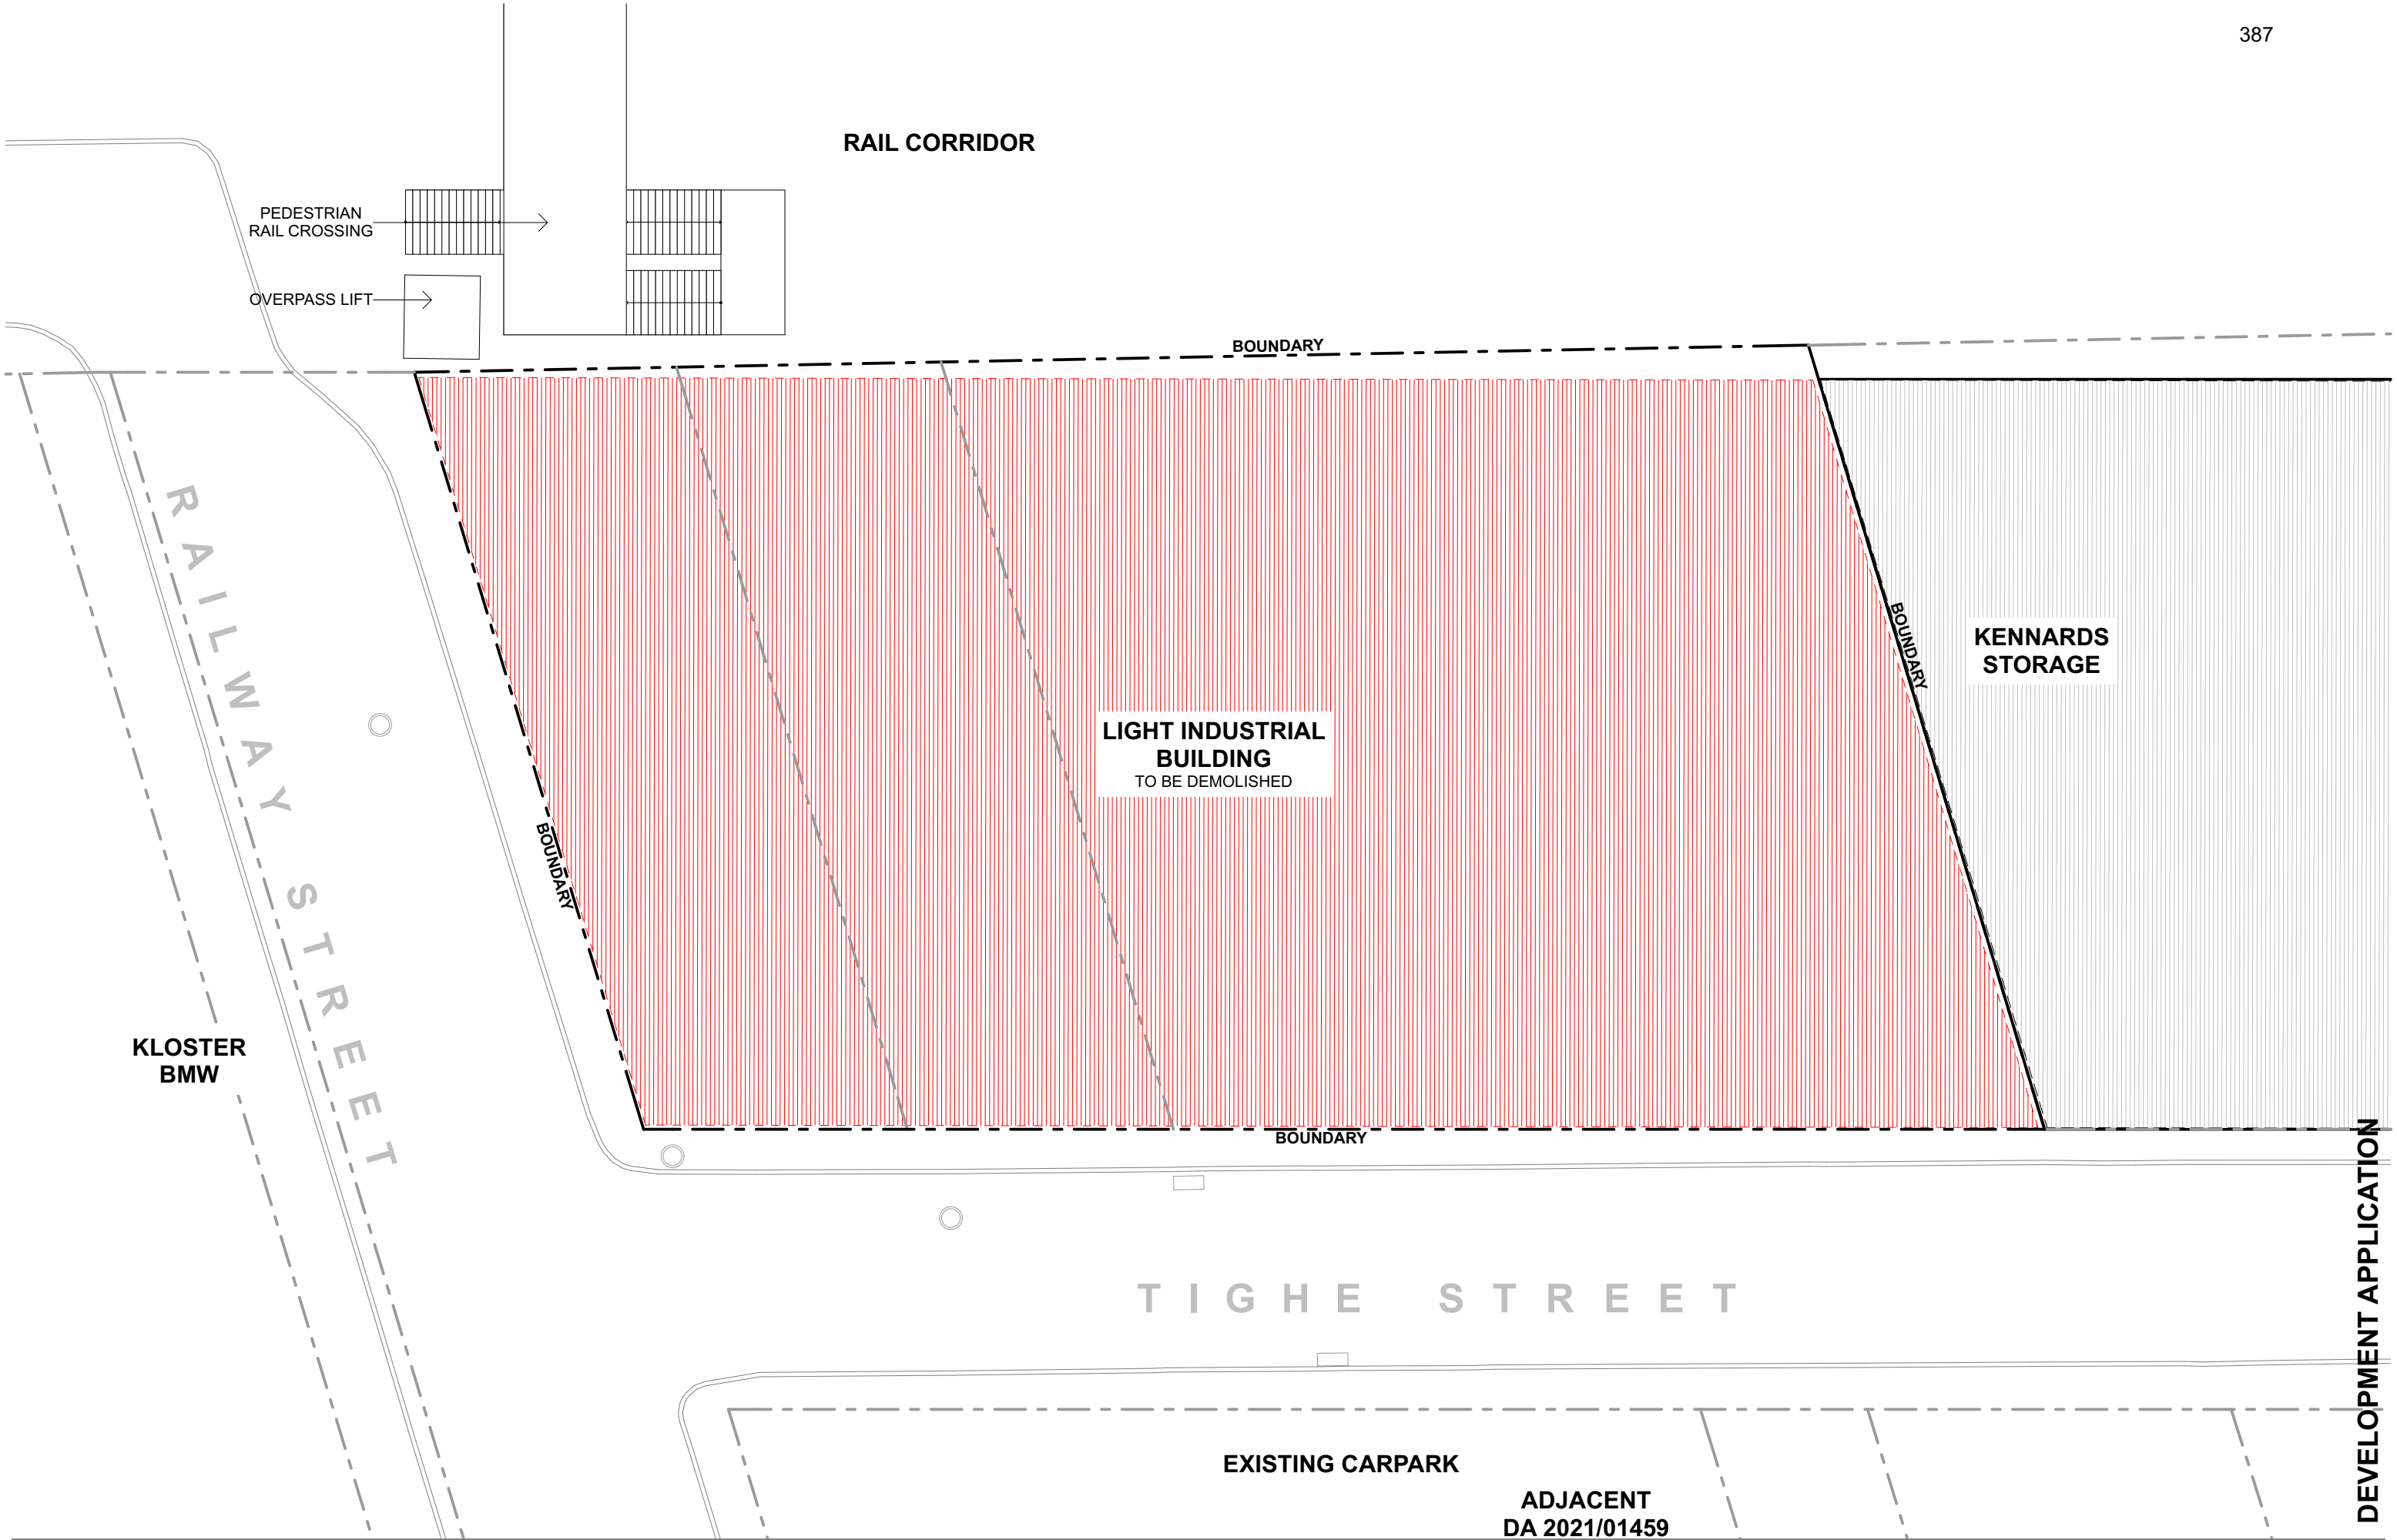 387
RAIL CORRIDOR
PEDESTRIAN
RAIL CROSSING
OVERPASS LIFT
BOUNDARY
RAILWAY STREET
BOUNDARY
KENNARDS
STORAGE
LIGHT INDUSTRIAL
BUILDING
TO BE DEMOLISHED
BOUNDARY
KLOSTER
BMW
BOUNDARY
TIGHE STREET
EXISTING CARPARK
ADJACENT
DA 2021/01459
DEVELOPMENT APPLICATION